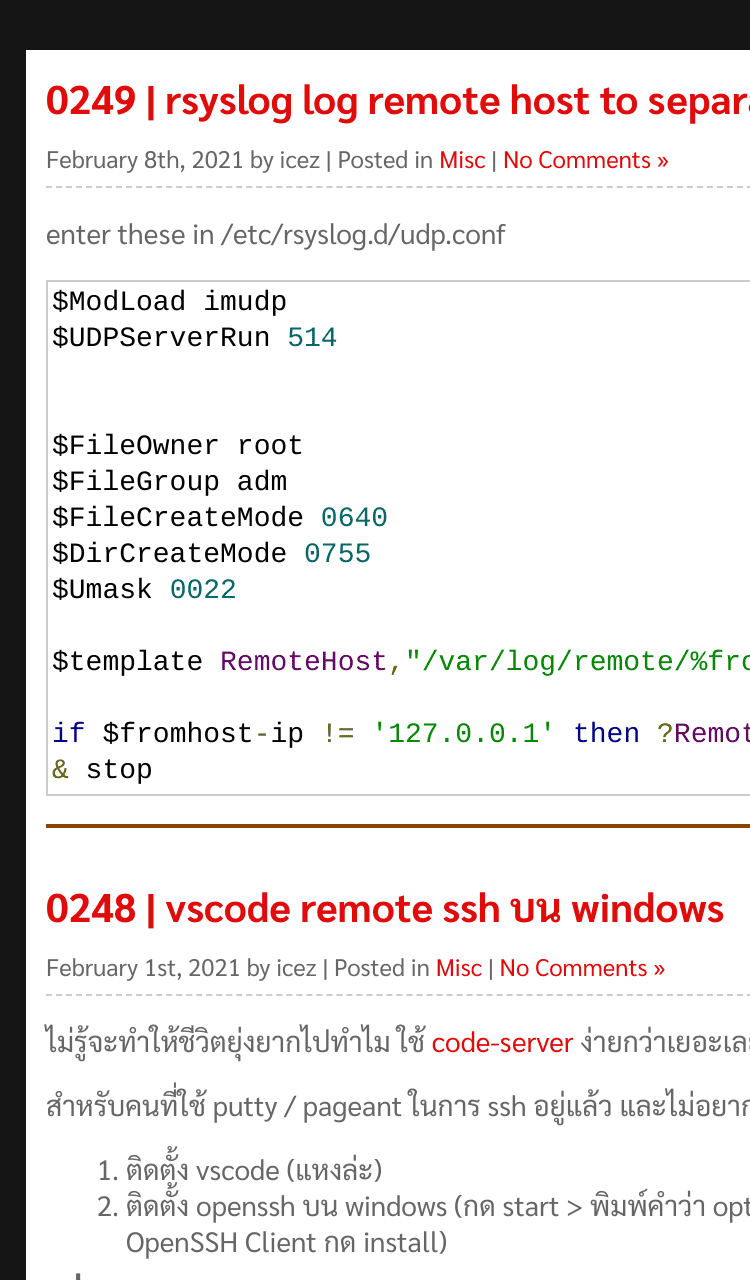 0249 | rsyslog log remote host to separ
February 8th, 2021 by icez | Posted in Misc | No Comments »
enter these in /etc/rsyslog.d/udp.conf
$ModLoad imudp
$UDPServerRun 514
$FileOwner root
$FileGroup adm
$FileCreateMode 0640
$DirCreateMode 0755
$Umask 0022
$template RemoteHost,"/var/log/remote/%fro
if $fromhost-ip != '127.0.0.1' then ?Remot
& stop
0248 | vscode remote ssh บน windows
February 1st, 2021 by icez | Posted in Misc | No Comments »
ไม่รู้จะทำให้ชีวิตยุ่งยากไปทำไม ใช้ code-server ง่ายกว่าเยอะเล
สำหรับคนที่ใช้ putty / pageant ในการ ssh อยู่แล้ว และไม่อยาก
1. ติดตั้ง vscode (แหงล่ะ)
2. ติดตั้ง openssh บน windows (กด start > พิมพ์คำว่า opt
OpenSSH Client กด install)